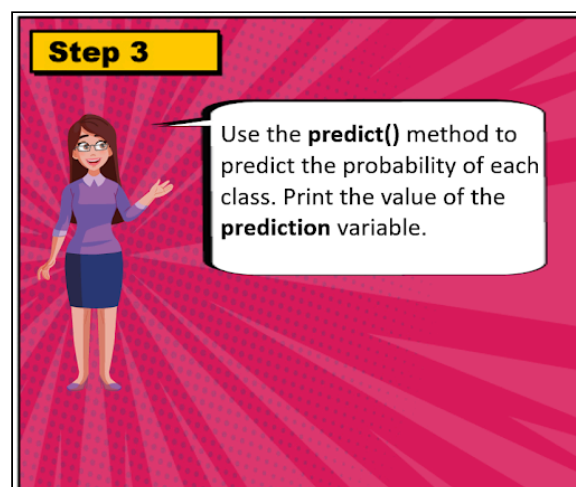 Step 3
Use the predict() method to
predict the probability of each
class. Print the value of the
prediction variable.